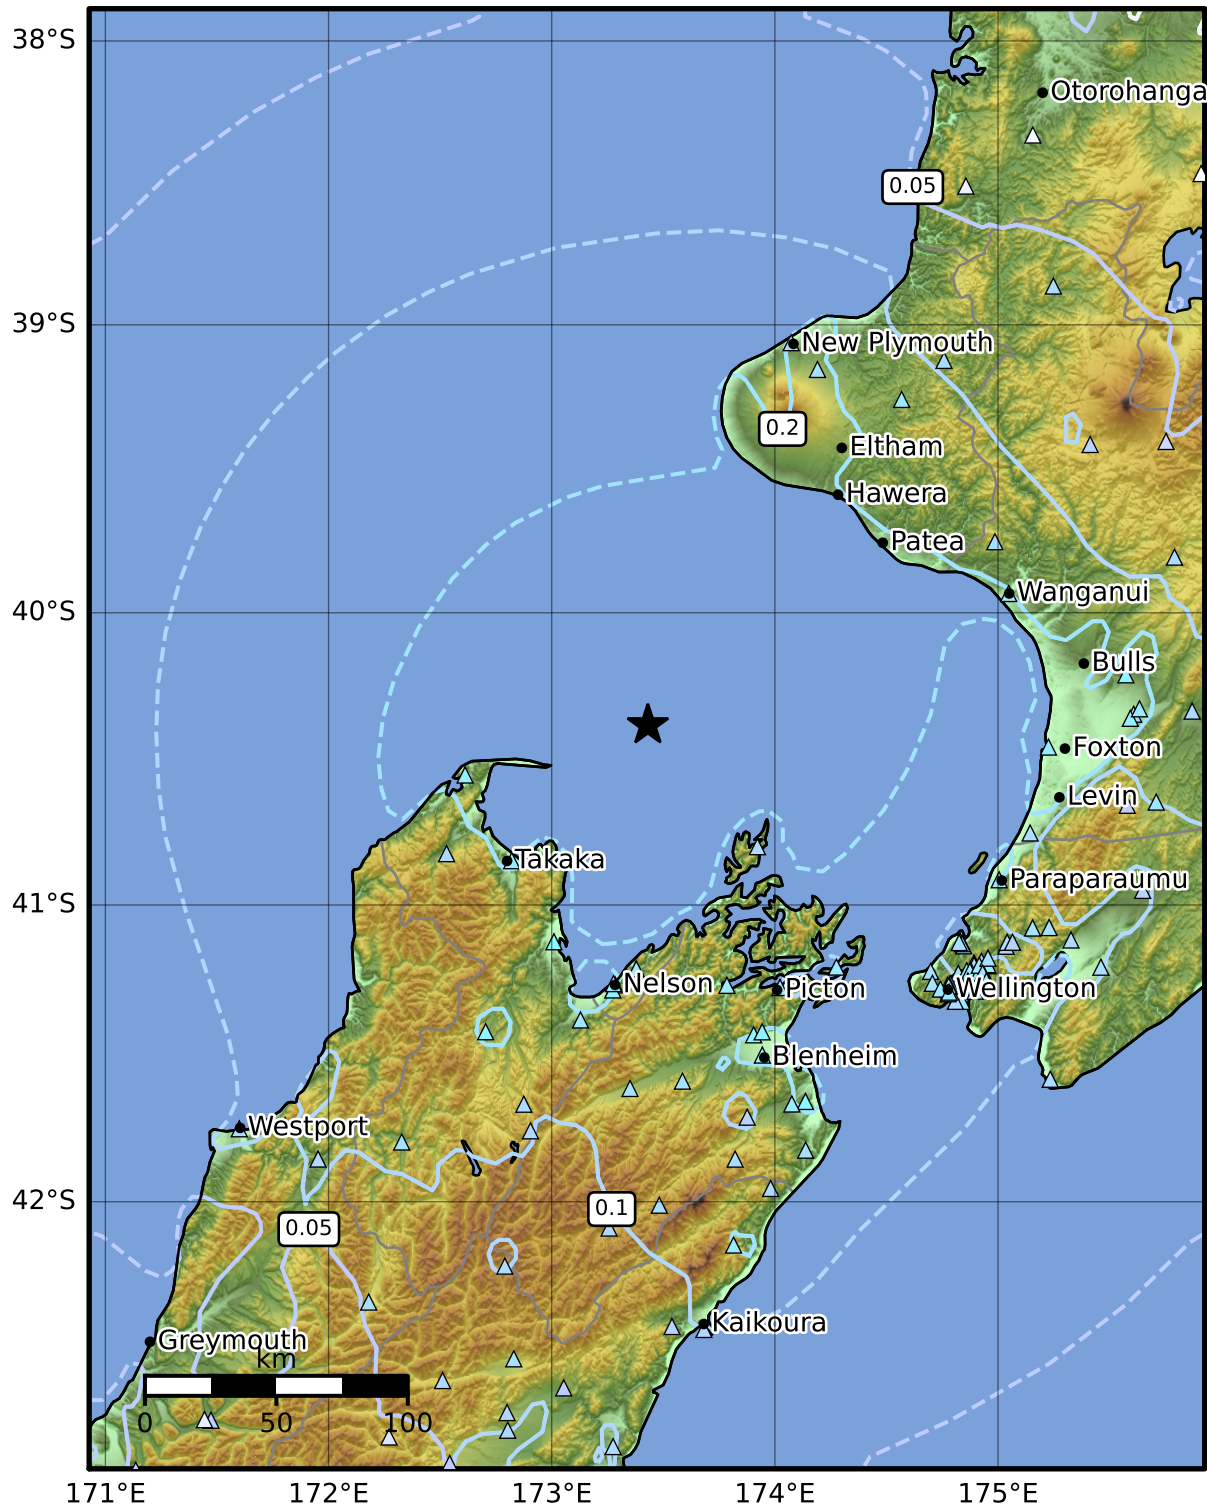 38°S
Otorohanga
0.05
39°S
New Plymouth
0.2
Eltham
Hawera
Patea
40°S
Wanganui
Bulls
Foxton
Levin
Takaka
Paraparaumu
41°S
Nelson
Picton
Wellington
Blenheim
Westport
42°S
0.05
0.1
Kaikoura
Greymouth
km
0 50 100
171°E 172°E 173°E 174°E 175°E